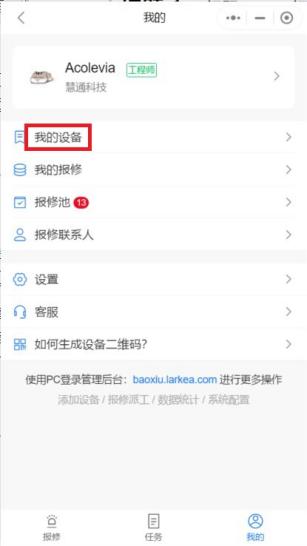 我的
Acolevia 工程师
慧通科技
我的设备
我的报修
报修池 13
报修联系人
设置
客服
如何生成设备二维码?
使用PC登录管理后台：baoxiu.larkea.com 进行更多操作
添加设备 / 报修派工 / 数据统计 / 系统配置
报修 任务 我的